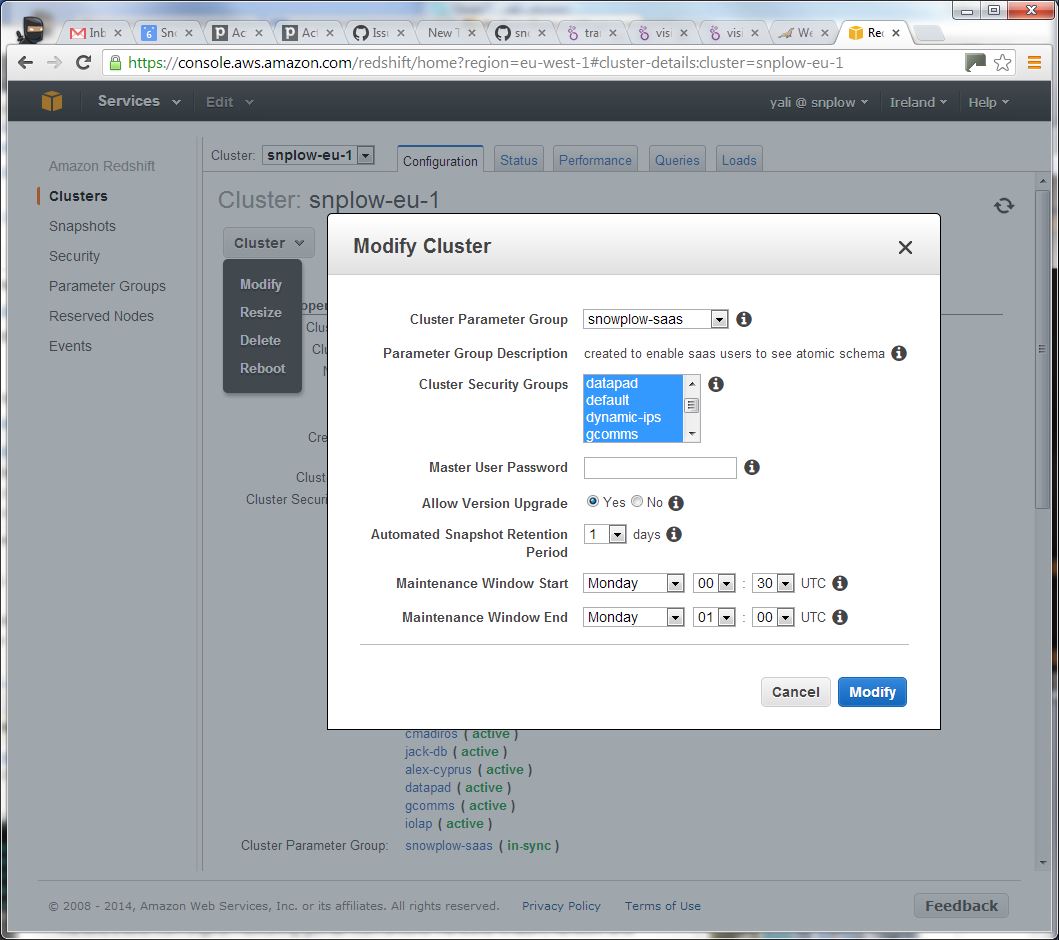 Inb
Sno
Ac
Act
Issu
New T
sno
tra
visi
visi
We
Re
https://console.aws.amazon.com/redshift/home?region=eu-west-1#cluster-details:cluster=snplow-eu-1
Services Edit yali @ snplow Ireland Help
Amazon Redshift
Clusters
Snapshots
Security
Parameter Groups
Reserved Nodes
Events
Cluster: snplow-eu-1 Configuration Status Performance Queries Loads
Cluster: snplow-eu-1
Cluster
Modify
Resize
Delete
Reboot
Modify Cluster
Cluster Parameter Group snowplow-saas
Parameter Group Description created to enable saas users to see atomic schema
Cluster Security Groups datapad
default
dynamic-ips
gcomms
Master User Password
Allow Version Upgrade Yes No
Automated Snapshot Retention Period 1 days
Maintenance Window Start Monday 00 : 30 UTC
Maintenance Window End Monday 01 : 00 UTC
Cancel Modify
cmadiros ( active )
jack-db ( active )
alex-cyprus ( active )
datapad ( active )
gcomms ( active )
iolap ( active )
Cluster Parameter Group: snowplow-saas ( in-sync )
© 2008 - 2014, Amazon Web Services, Inc. or its affiliates. All rights reserved. Privacy Policy Terms of Use Feedback